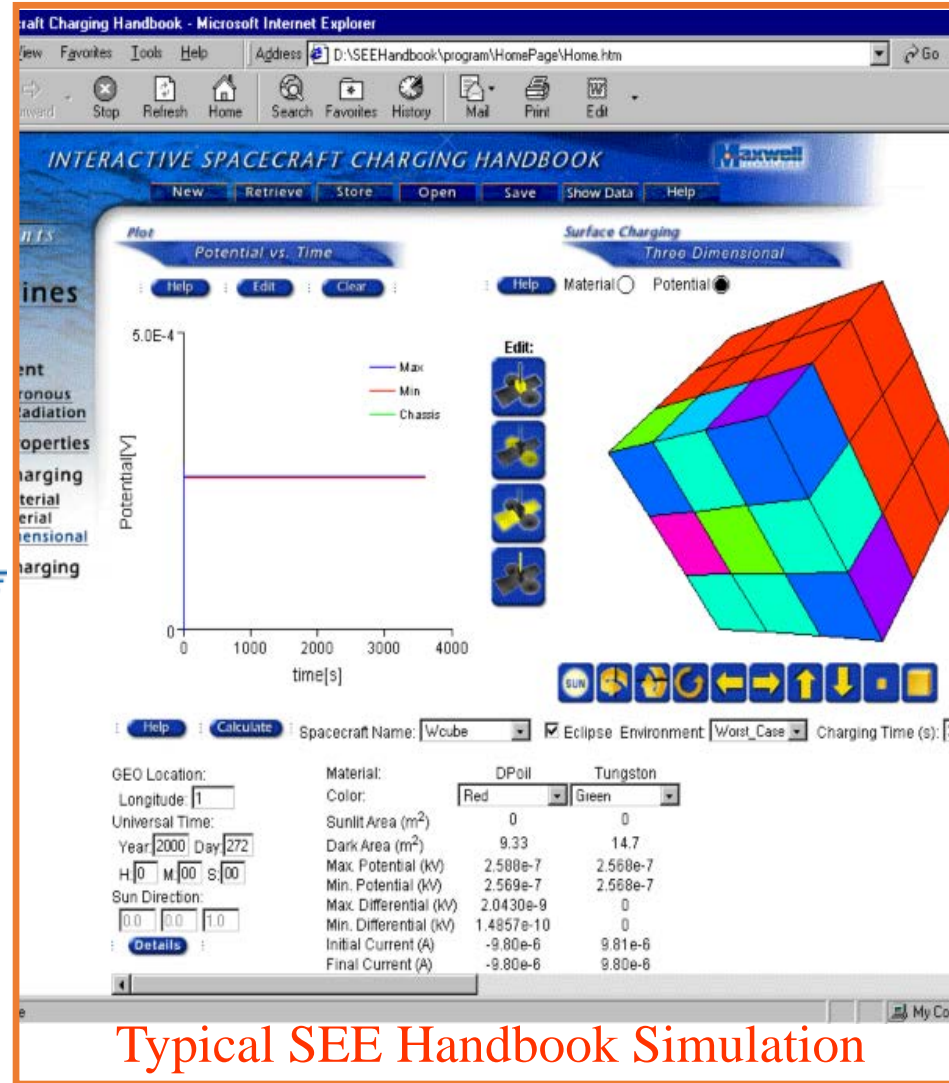 craft Charging Handbook - Microsoft Internet Explorer
View Favorites Tools Help Address D:\SEEHandbook\program\HomePage\Home.htm Go
Stop Refresh Home Search Favorites History Mail Print Edit
INTERACTIVE SPACECRAFT CHARGING HANDBOOK Maxwell
New Retrieve Store Open Save Show Data Help
nts
ines
ent
ronous
Radiation
operties
harging
terial
erial
ensional
harging
Plot
Potential vs. Time
Help Edit Clear
Surface Charging
Three Dimensional
Help Material Potential
5.0E-4
Max
Min
Chassis
Potential[V]
0
0 1000 2000 3000 4000
time[s]
Edit:
SUN
Help Calculate Spacecraft Name: Wcube Eclipse Environment Worst_Case Charging Time (s):
GEO Location:
Longitude: 1
Universal Time:
Year: 2000 Day: 272
H: 0 M: 00 S: 00
Sun Direction:
0.0 0.0 1.0
Details
Material: DPoil Tungston
Color: Red Green
Sunlit Area (m²) 0 0
Dark Area (m²) 9.33 14.7
Max. Potential (kV) 2.588e-7 2.568e-7
Min. Potential (kV) 2.569e-7 2.568e-7
Max. Differential (kV) 2.0430e-9 0
Min. Differential (kV) 1.4857e-10 0
Initial Current (A) -9.80e-6 9.81e-6
Final Current (A) -9.80e-6 9.80e-6
e
My Co
Typical SEE Handbook Simulation